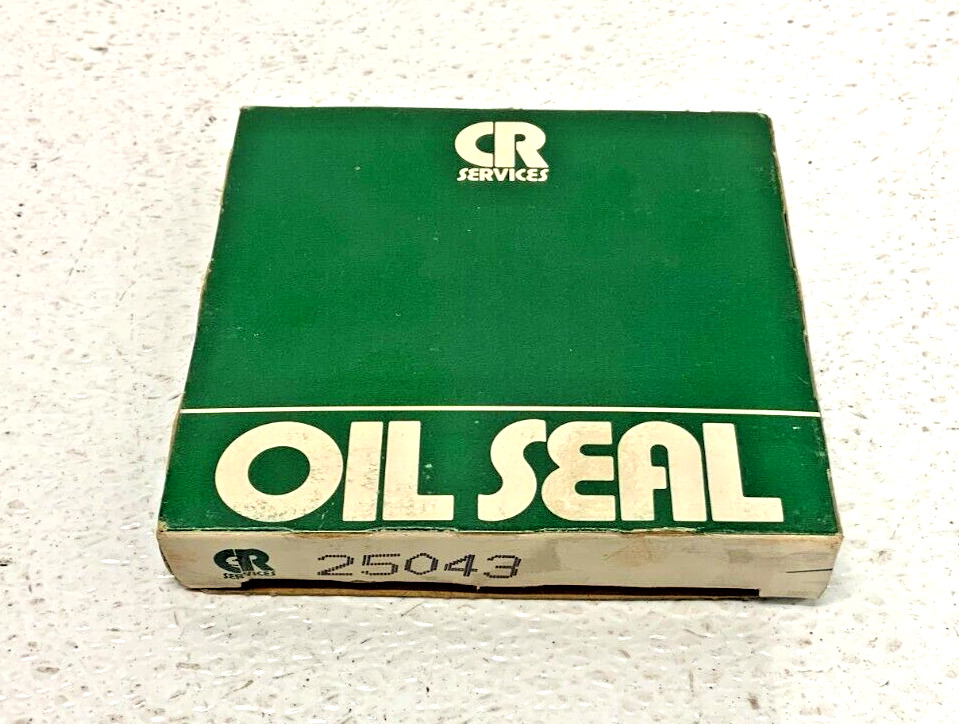 CR
SERVICES
OIL SEAL
CR
SERVICES
25043